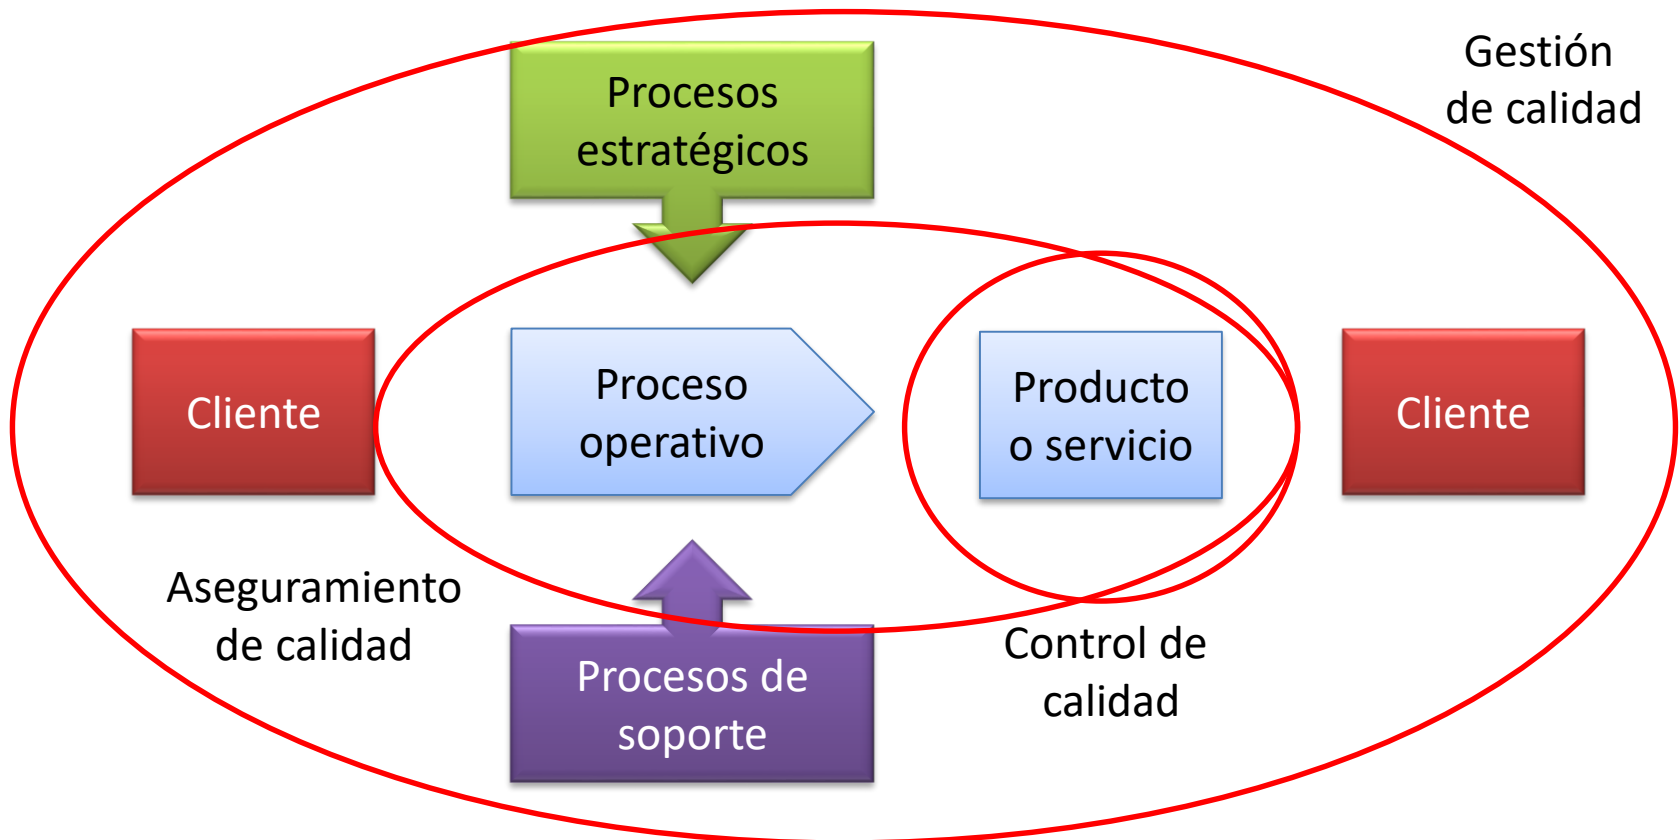 Gestión
de calidad
Procesos
estratégicos
Cliente
Proceso
operativo
Producto
o servicio
Cliente
Aseguramiento
de calidad
Procesos de
soporte
Control de
calidad